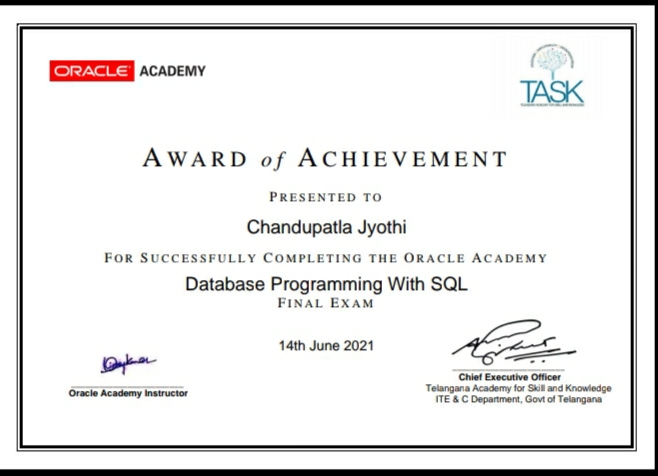 ORACLE ACADEMY
TASK
AWARD of ACHIEVEMENT
PRESENTED TO
Chandupatla Jyothi
FOR SUCCESSFULLY COMPLETING THE ORACLE ACADEMY
Database Programming With SQL
FINAL EXAM
14th June 2021
Oracle Academy Instructor
Chief Executive Officer
Telangana Academy for Skill and Knowledge
ITE & C Department, Govt of Telangana